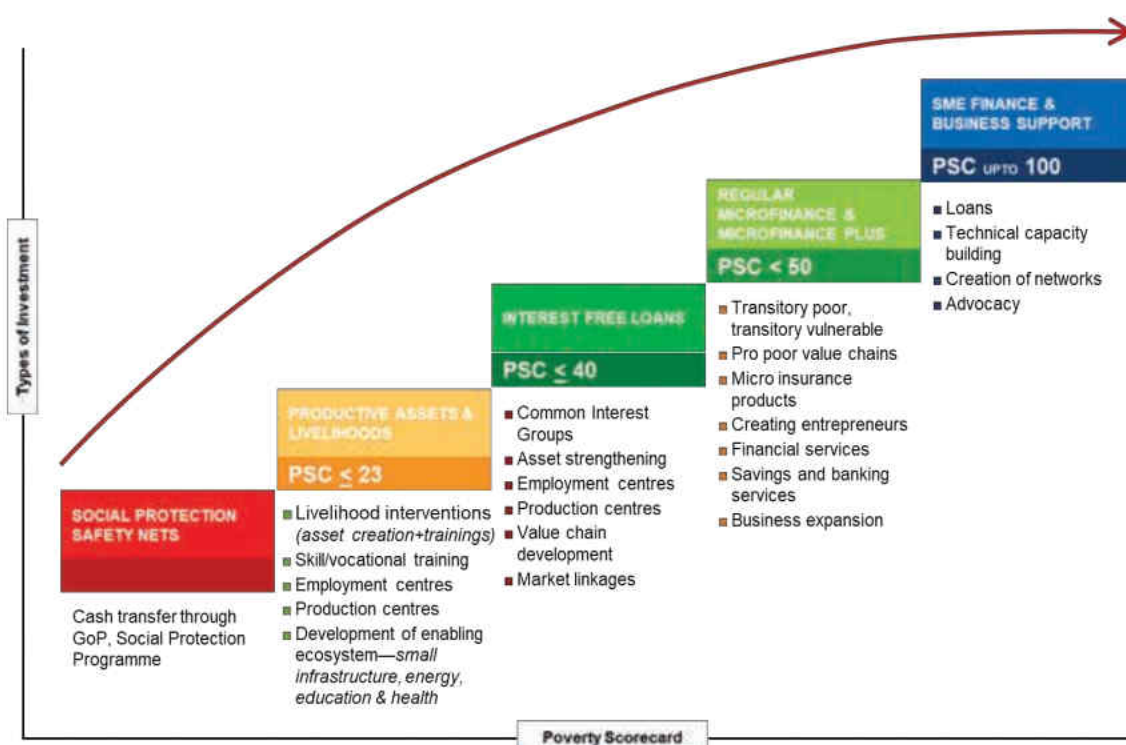 Types of Investment
SOCIAL PROTECTION
SAFETY NETS
Cash transfer through
GoP, Social Protection
Programme
PRODUCTIVE ASSETS &
LIVELIHOODS
PSC ≤ 23
Livelihood interventions
(asset creation+trainings)
Skill/vocational training
Employment centres
Production centres
Development of enabling
ecosystem—small
infrastructure, energy,
education & health
INTEREST FREE LOANS
PSC ≤ 40
Common Interest
Groups
Asset strengthening
Employment centres
Production centres
Value chain
development
Market linkages
REGULAR
MICROFINANCE &
MICROFINANCE PLUS
PSC < 50
Transitory poor,
transitory vulnerable
Pro poor value chains
Micro insurance
products
Creating entrepreneurs
Financial services
Savings and banking
services
Business expansion
SME FINANCE &
BUSINESS SUPPORT
PSC UPTO 100
Loans
Technical capacity
building
Creation of networks
Advocacy
Poverty Scorecard